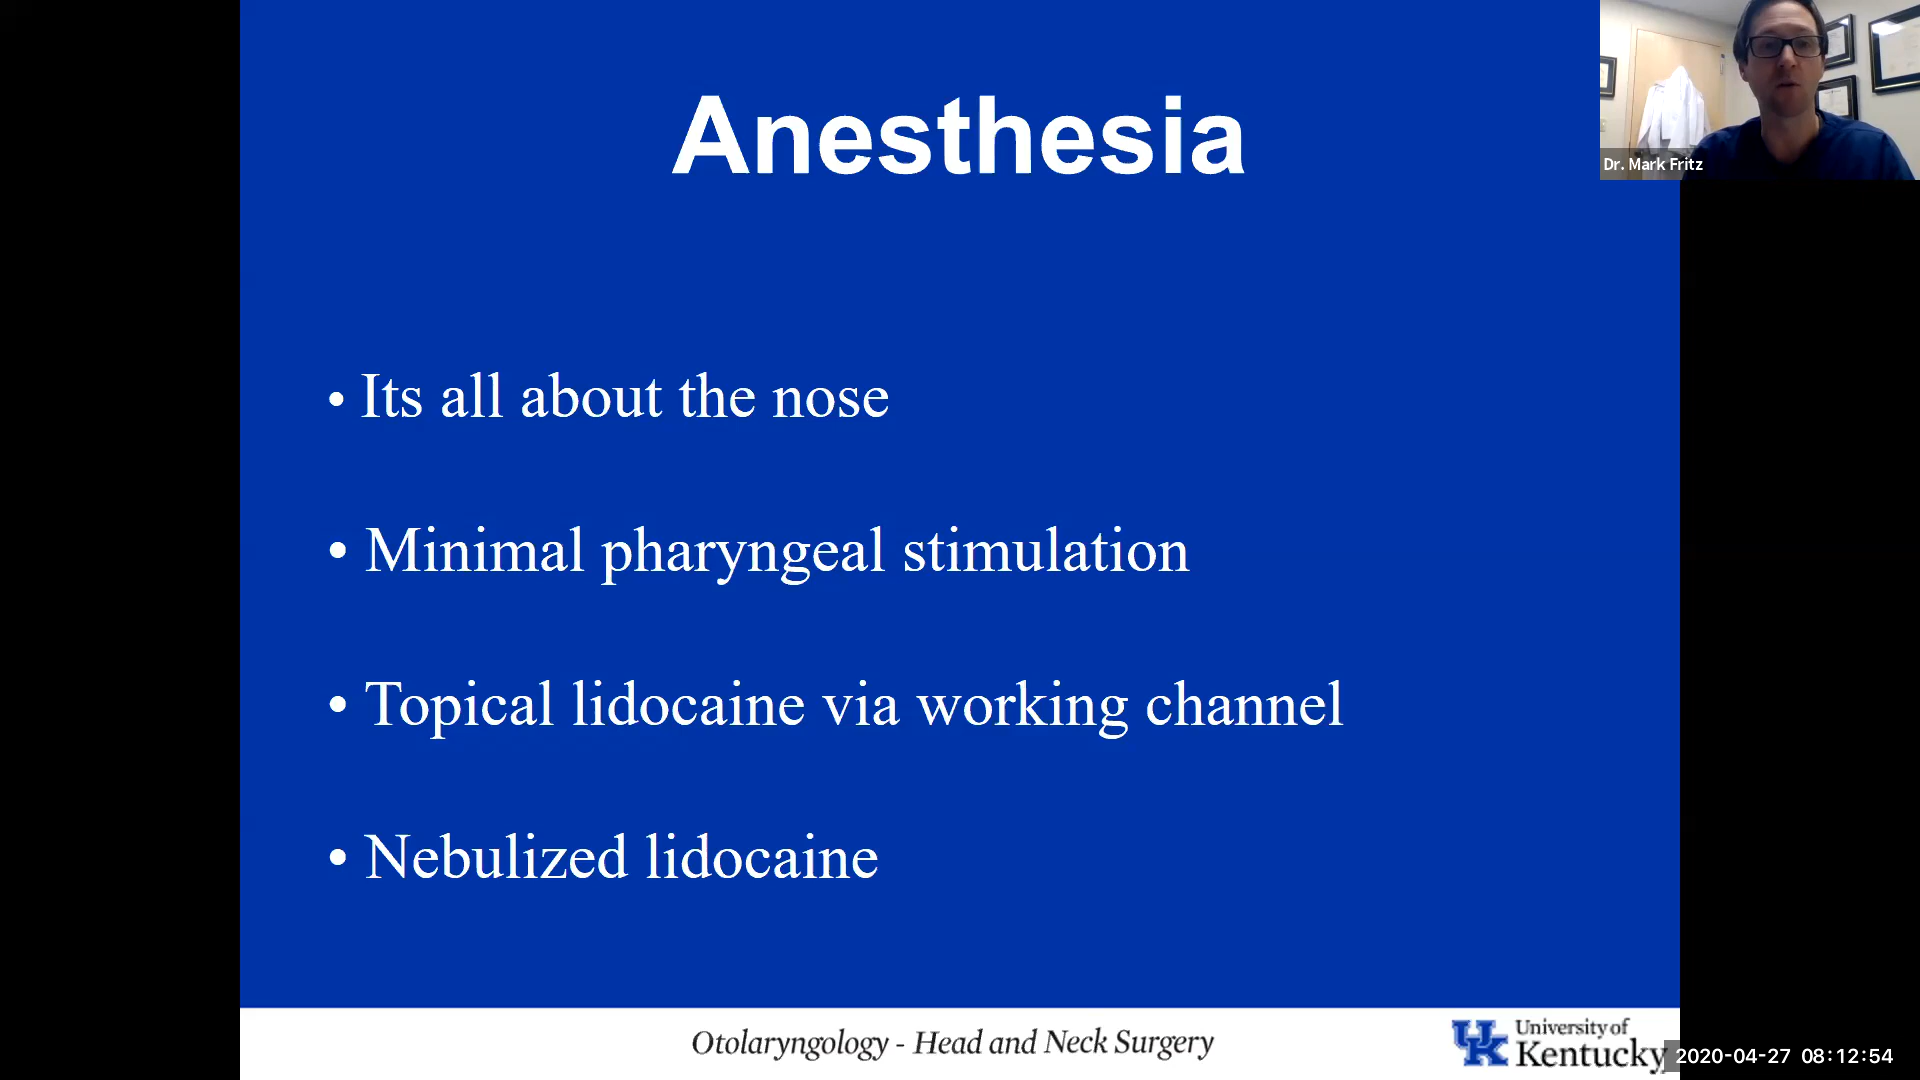 Anesthesia
Dr. Mark Fritz
• Its all about the nose
• Minimal pharyngeal stimulation
• Topical lidocaine via working channel
• Nebulized lidocaine
Otolaryngology - Head and Neck Surgery
UK
University of
Kentucky
2020-04-27 08:12:54